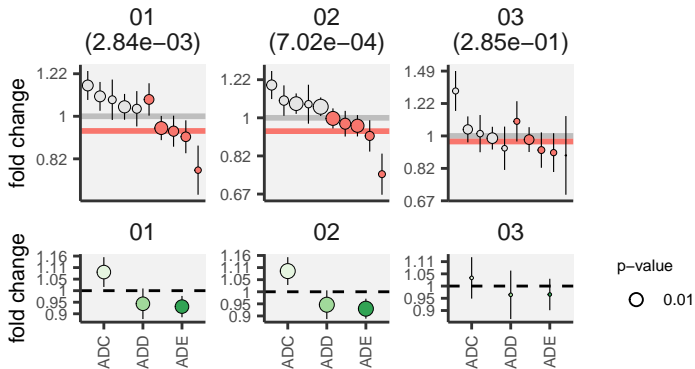 01
(2.84e−03)
02
(7.02e−04)
03
(2.85e−01)
fold change
1.22
1
0.82
1.22
1
0.82
0.67
1.49
1.22
1
0.82
0.67
01
02
03
fold change
1.16
1.11
1.05
1
0.95
0.9
1.16
1.11
1.05
1
0.95
0.9
1.11
1.05
1
0.95
0.9
ADC
ADD
ADE
ADC
ADD
ADE
ADC
ADD
ADE
p−value
0.01